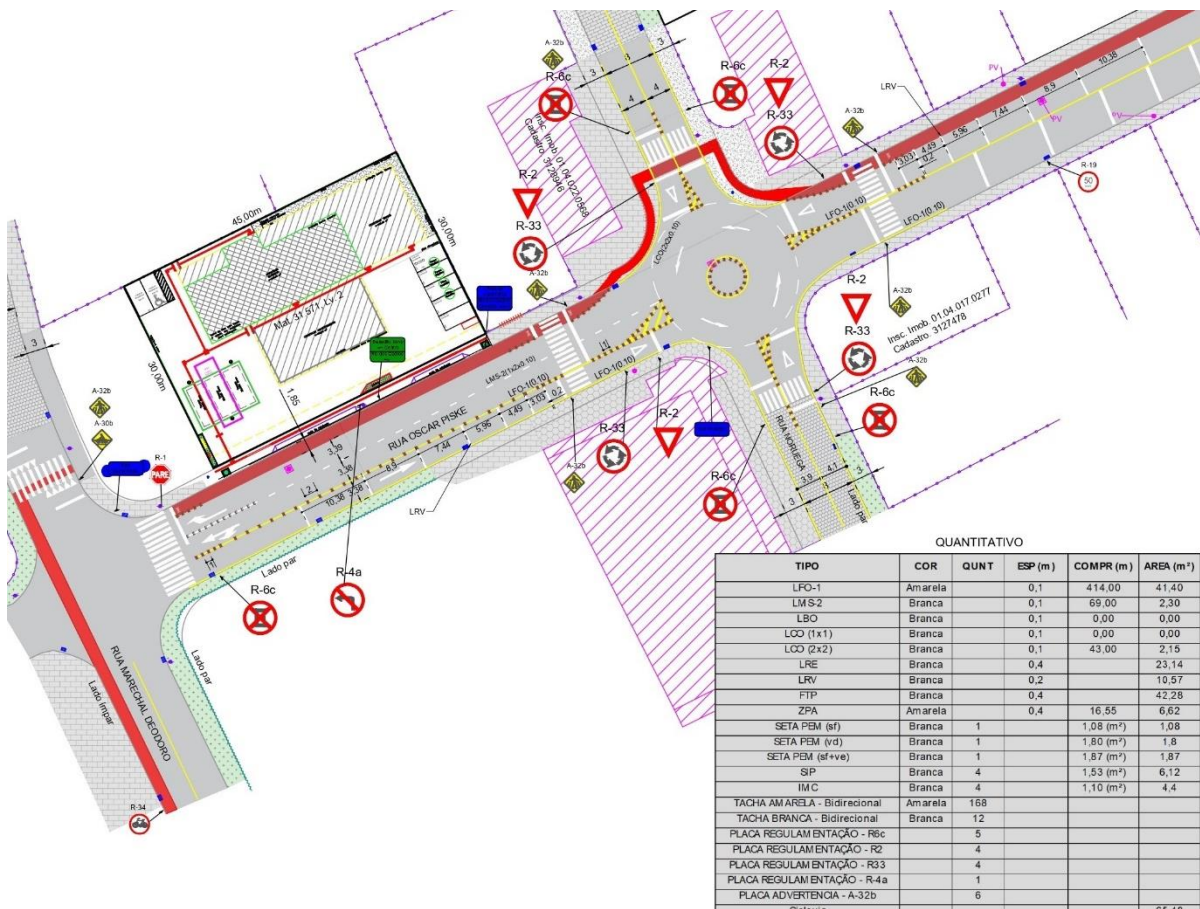 A-32b
R-6c
3
3
3
4
4
R-6c
R-2
R-33
A-32b
LRV
PV
PV
PV
10,38
8,9
7,44
5,96
4,49
3,03
0,2
R-19
50
Insc. Imob. 01.04.022.0568
Cadastro. 3128946
R-2
R-33
A-32b
LCO(2x2x0.10)
LFO-1(0.10)
LFO-1(0.10)
A-32b
R-2
R-33
Insc. Imob. 01.04.017.0277
Cadastro. 3127478
A-32b
R-6c
45,00m
30,00m
30,00m
Mat. 31.571, Lv. 2
1,85
3
A-32b
A-30b
R-1
PARE
LMS-2(1x2x0.10)
LFO-1(0.10)
LFO-1(0.10)
RUA OSCAR PISKE
[1]
3,39
3,38
3,38
10,38
8,9
7,44
5,96
4,49
3,03
0,2
2
[1]
LRV
Lado par
R-6c
R-4a
A-32b
R-33
R-2
R-6c
RUA NORUEGA
3,9
4,1
3
3
Lado par
RUA MARECHAL DEODORO
Lado ímpar
Lado par
R-34
QUANTITATIVO
TIPO COR QUNT ESP (m) COMPR (m) AREA (m²)
LFO-1 Amarela 0,1 414,00 41,40
LMS-2 Branca 0,1 69,00 2,30
LBO Branca 0,1 0,00 0,00
LCO (1x1) Branca 0,1 0,00 0,00
LCO (2x2) Branca 0,1 43,00 2,15
LRE Branca 0,4 23,14
LRV Branca 0,2 10,57
FTP Branca 0,4 42,28
ZPA Amarela 0,4 16,55 6,62
SETA PEM (sf) Branca 1 1,08 (m²) 1,08
SETA PEM (vd) Branca 1 1,80 (m²) 1,8
SETA PEM (sf+ve) Branca 1 1,87 (m²) 1,87
SIP Branca 4 1,53 (m²) 6,12
IMC Branca 4 1,10 (m²) 4,4
TACHA AMARELA - Bidirecional Amarela 168
TACHA BRANCA - Bidirecional Branca 12
PLACA REGULAMENTAÇÃO - R6c 5
PLACA REGULAMENTAÇÃO - R2 4
PLACA REGULAMENTAÇÃO - R33 4
PLACA REGULAMENTAÇÃO - R-4a 1
PLACA ADVERTENCIA - A-32b 6